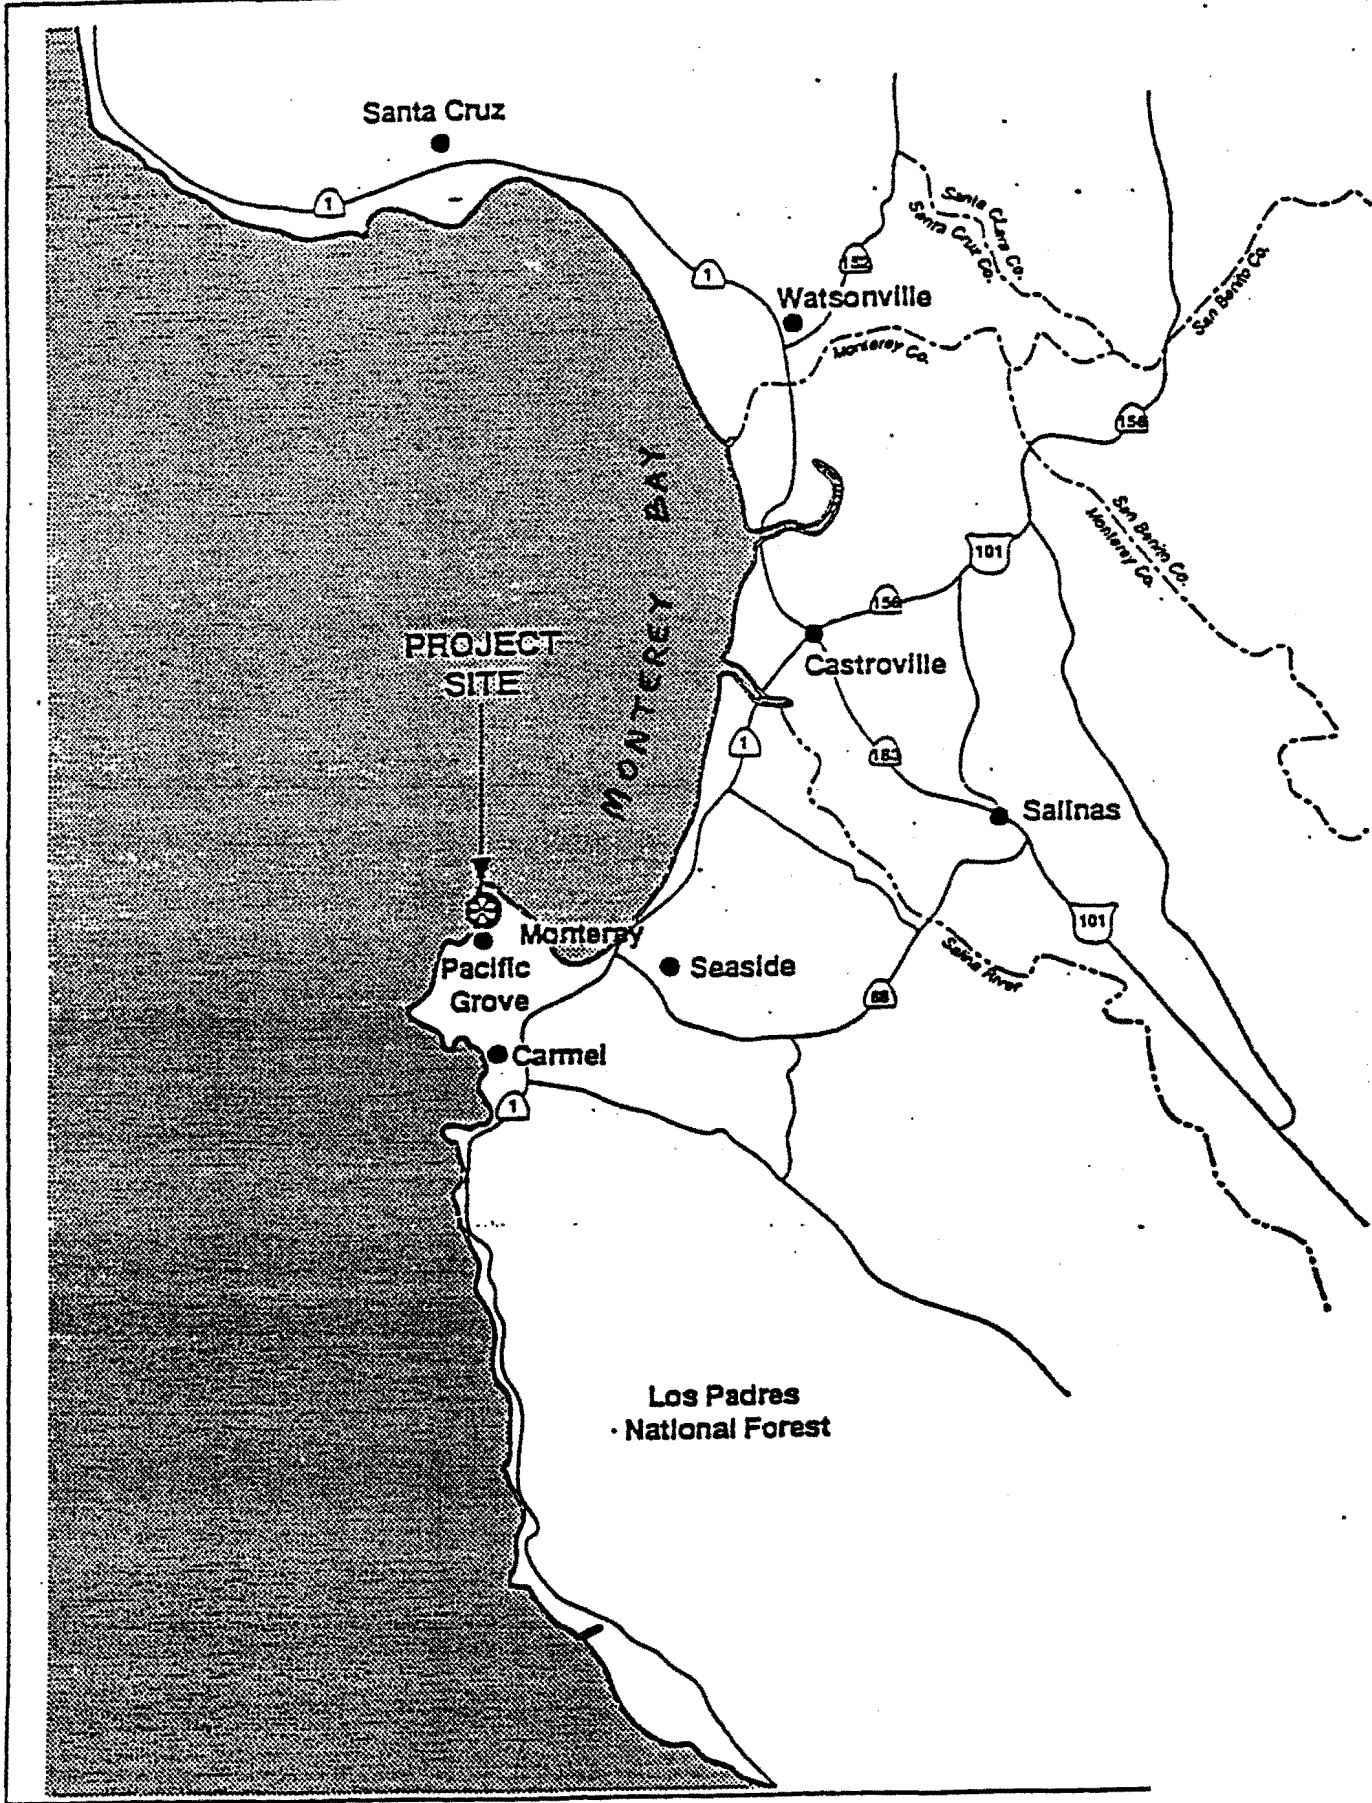 Santa Cruz
1
1
152
Santa Clara Co.
Santa Cruz Co.
San Benito Co.
Watsonville
Monterey Co.
156
MONTEREY BAY
San Benito Co.
Monterey Co.
101
156
PROJECT
SITE
Castroville
1
183
Salinas
101
Monterey
Pacific
Grove
Seaside
68
Salinas River
Carmel
1
Los Padres
National Forest